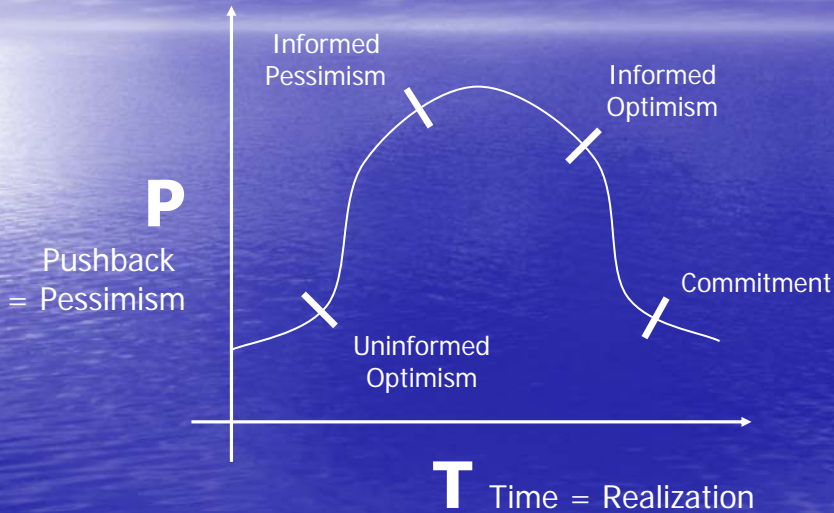 Informed
Pessimism
Informed
Optimism
P
Pushback
= Pessimism
Commitment
Uninformed
Optimism
T Time = Realization